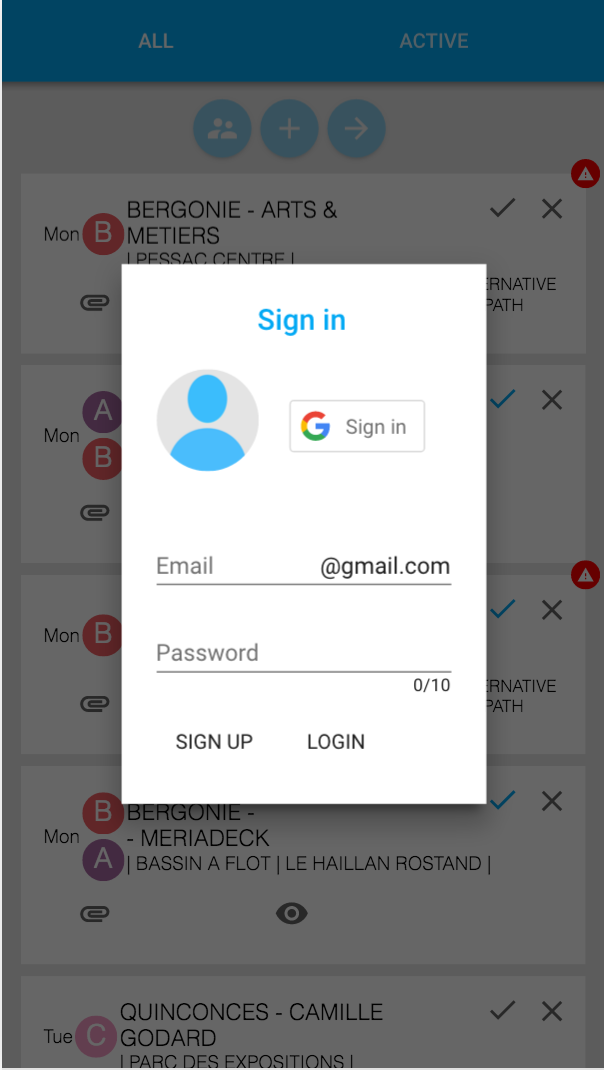 ALL ACTIVE
BERGONIE - ARTS &
Mon B METIERS
| PESSAC CENTRE |
ERNATIVE
PATH
Sign in
Sign in
A
Mon
B
Email @gmail.com
Mon B
Password
0/10
ERNATIVE
PATH
SIGN UP LOGIN
B BERGONIE -
Mon - MERIADECK
A | BASSIN A FLOT | LE HAILLAN ROSTAND |
QUINCONCES - CAMILLE
Tue C GODARD
| PARC DES EXPOSITIONS |